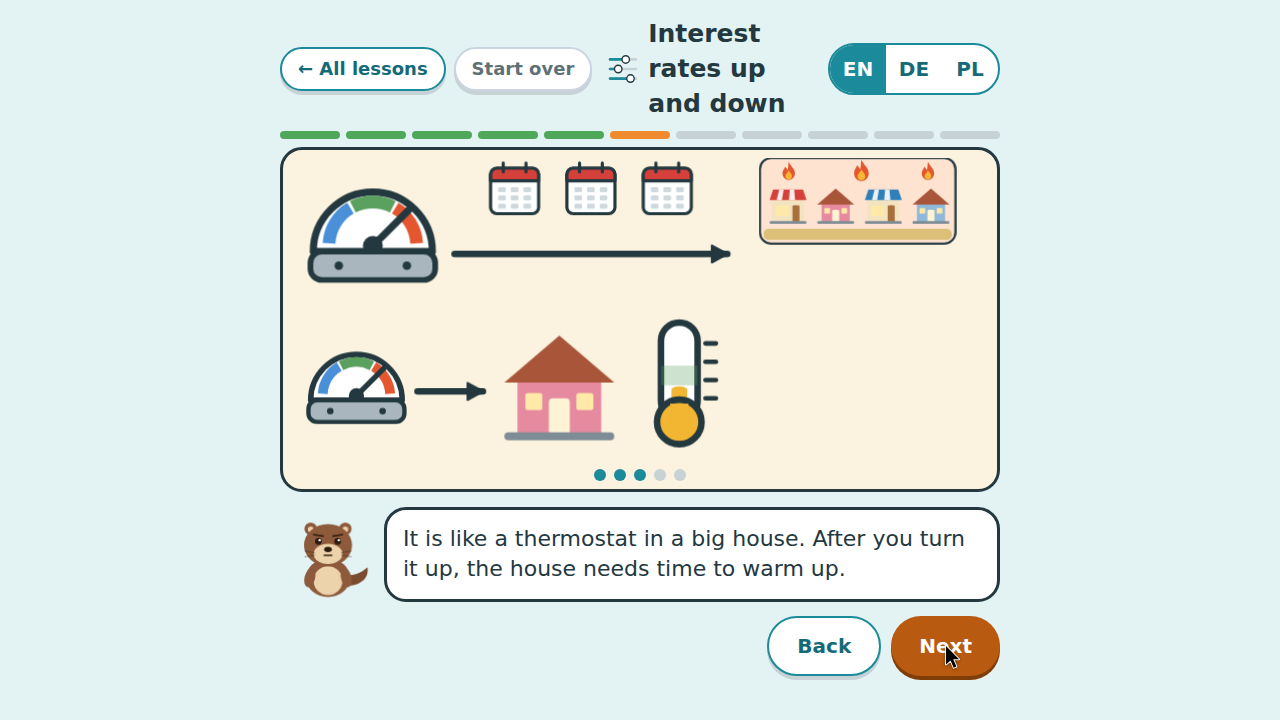 ← All lessons
Start over
Interest
rates up
and down
EN
DE
PL
It is like a thermostat in a big house. After you turn
it up, the house needs time to warm up.
Back
Next